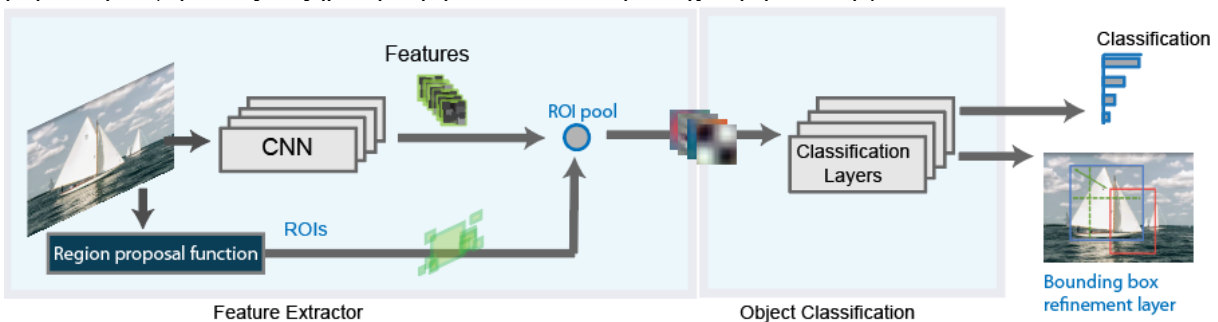 Features
Classification
ROI pool
CNN
Classification
Layers
ROIs
Region proposal function
Bounding box
refinement layer
Feature Extractor
Object Classification